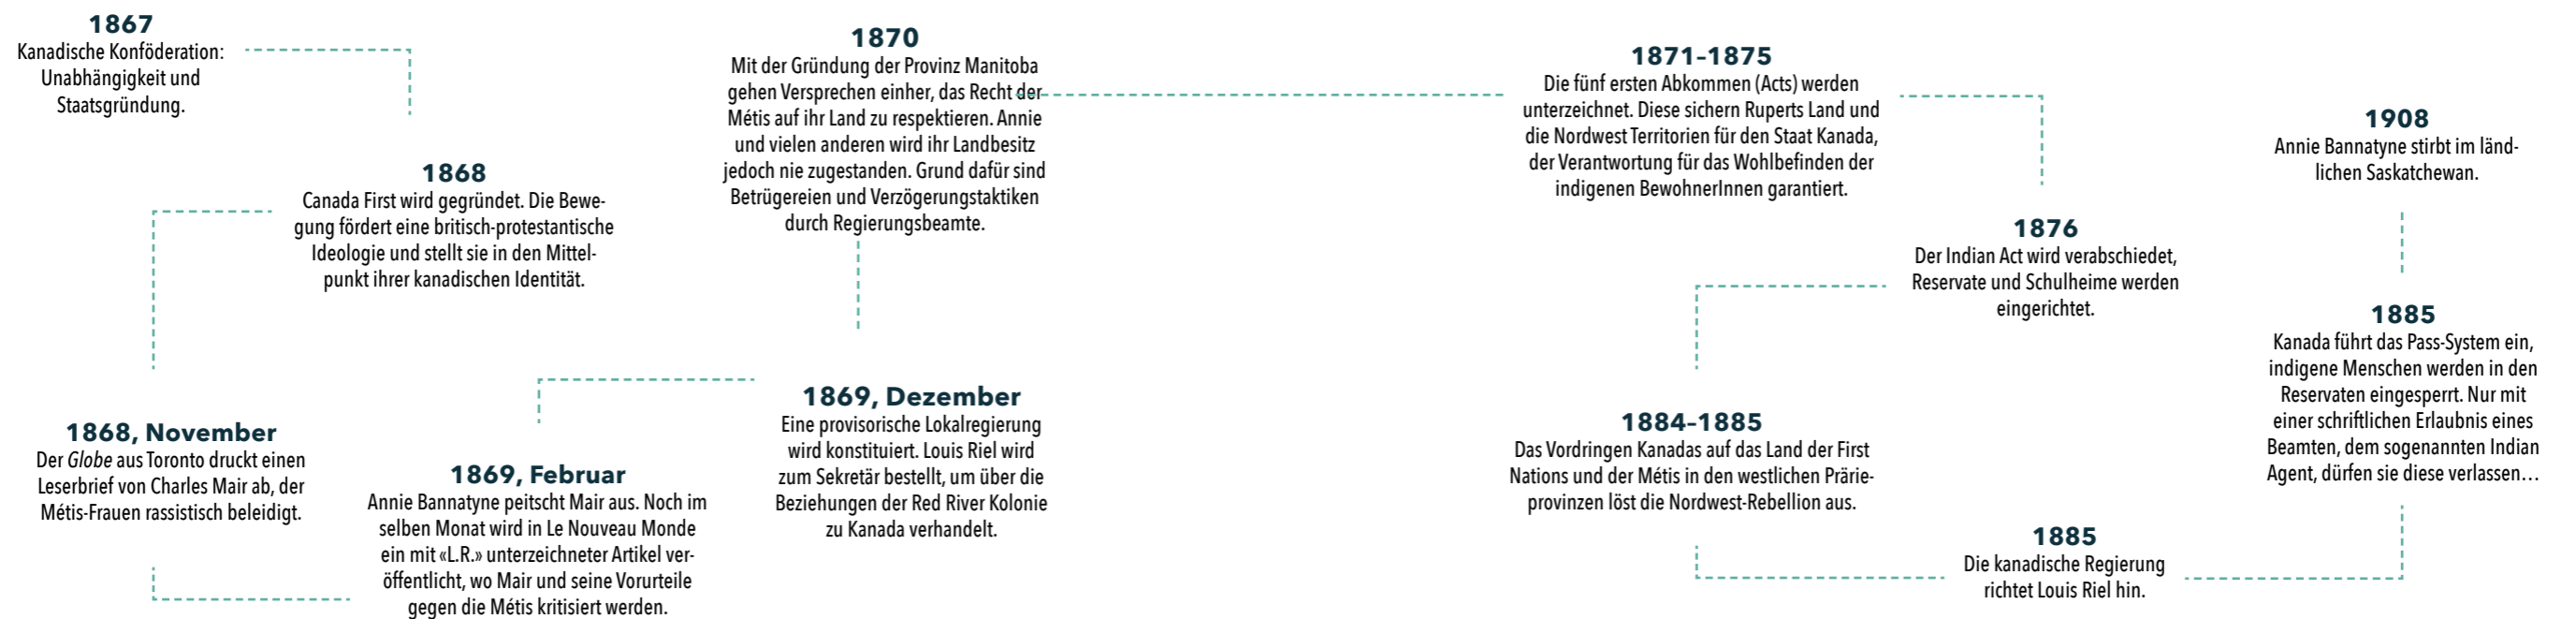 1867
Kanadische Konföderation:
Unabhängigkeit und
Staatsgründung.
1868
Canada First wird gegründet. Die Bewe-
gung fördert eine britisch-protestantische
Ideologie und stellt sie in den Mittel-
punkt ihrer kanadischen Identität.
1868, November
Der Globe aus Toronto druckt einen
Leserbrief von Charles Mair ab, der
Métis-Frauen rassistisch beleidigt.
1869, Februar
Annie Bannatyne peitscht Mair aus. Noch im
selben Monat wird in Le Nouveau Monde
ein mit «L.R.» unterzeichneter Artikel ver-
öffentlicht, wo Mair und seine Vorurteile
gegen die Métis kritisiert werden.
1869, Dezember
Eine provisorische Lokalregierung
wird konstituiert. Louis Riel wird
zum Sekretär bestellt, um über die
Beziehungen der Red River Kolonie
zu Kanada verhandelt.
1870
Mit der Gründung der Provinz Manitoba
gehen Versprechen einher, das Recht der
Métis auf ihr Land zu respektieren. Annie
und vielen anderen wird ihr Landbesitz
jedoch nie zugestanden. Grund dafür sind
Betrügereien und Verzögerungstaktiken
durch Regierungsbeamte.
1871–1875
Die fünf ersten Abkommen (Acts) werden
unterzeichnet. Diese sichern Ruperts Land und
die Nordwest Territorien für den Staat Kanada,
der Verantwortung für das Wohlbefinden der
indigenen BewohnerInnen garantiert.
1876
Der Indian Act wird verabschiedet,
Reservate und Schulheime werden
eingerichtet.
1884–1885
Das Vordringen Kanadas auf das Land der First
Nations und der Métis in den westlichen Prärie-
provinzen löst die Nordwest-Rebellion aus.
1885
Die kanadische Regierung
richtet Louis Riel hin.
1885
Kanada führt das Pass-System ein,
indigene Menschen werden in den
Reservaten eingesperrt. Nur mit
einer schriftlichen Erlaubnis eines
Beamten, dem sogenannten Indian
Agent, dürfen sie diese verlassen…
1908
Annie Bannatyne stirbt im länd-
lichen Saskatchewan.